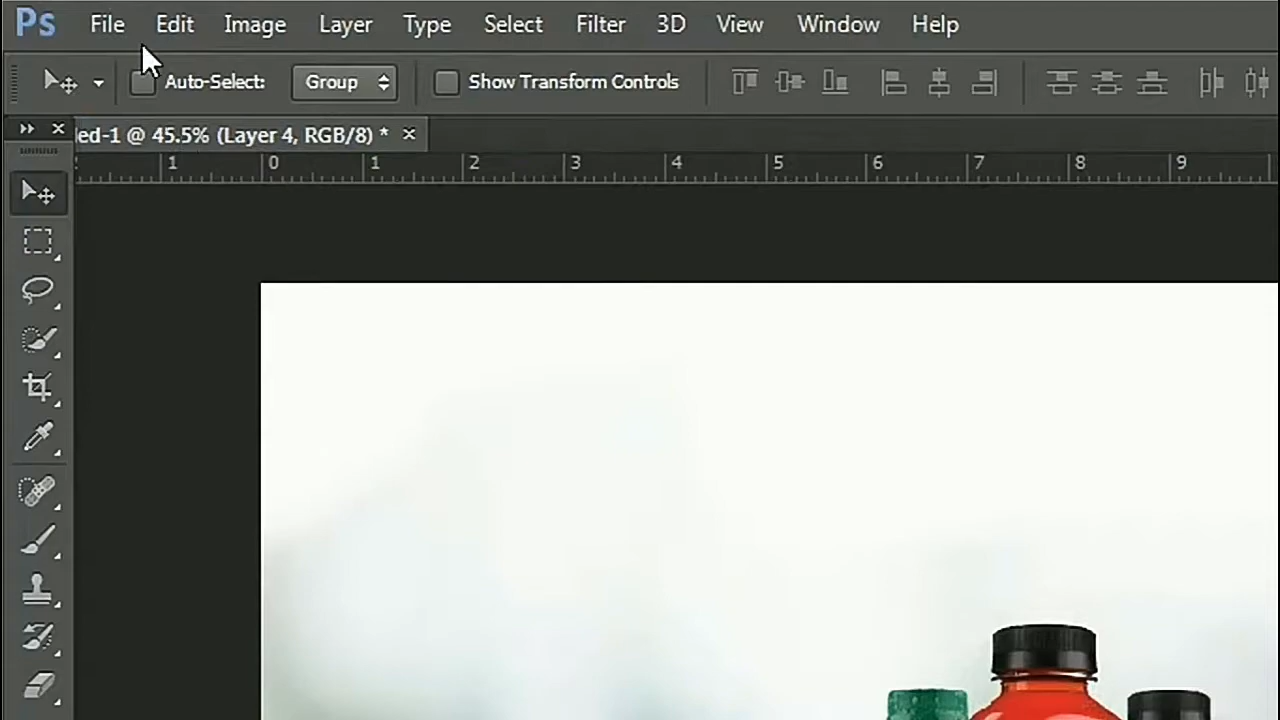 Ps File Edit Image Layer Type Select Filter 3D View Window Help
Auto-Select: Group Show Transform Controls
ed-1 @ 45.5% (Layer 4, RGB/8) * ×
1 0 1 2 3 4 5 6 7 8 9